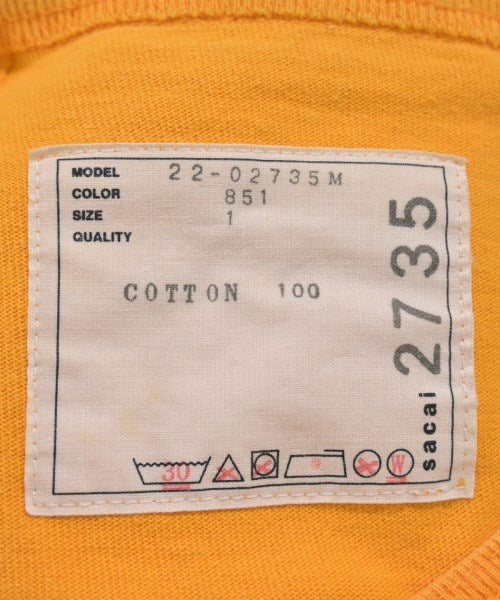 MODEL 22-02735M
COLOR 851
SIZE 1
QUALITY
COTTON 100
2735
sacai
30
W